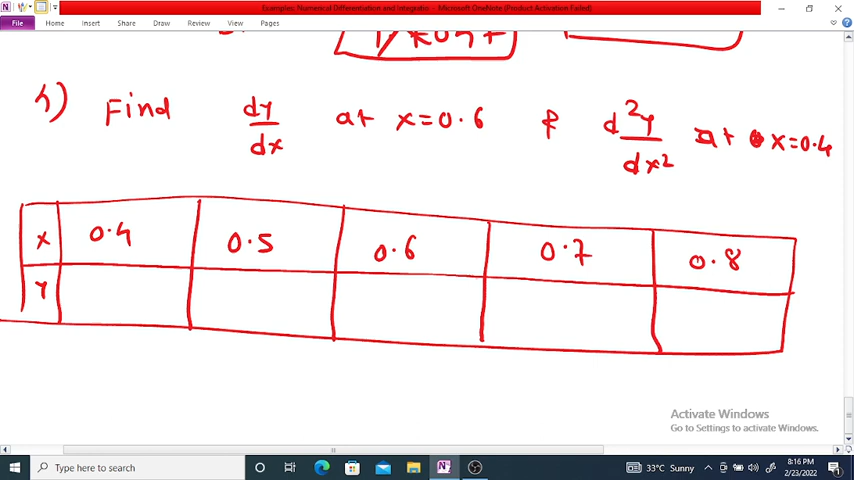 Examples: Numerical Differentiation and Integratin - Microsoft OneNote (Product Activation Failed)
File Home Insert Share Draw Review View Pages
4) Find dy/dx at x=0.6 & d²y/dx² at x=0.4
x 0.4 0.5 0.6 0.7 0.8
y
Activate Windows
Go to Settings to activate Windows.
Type here to search
33°C Sunny
8:16 PM
2/23/2022